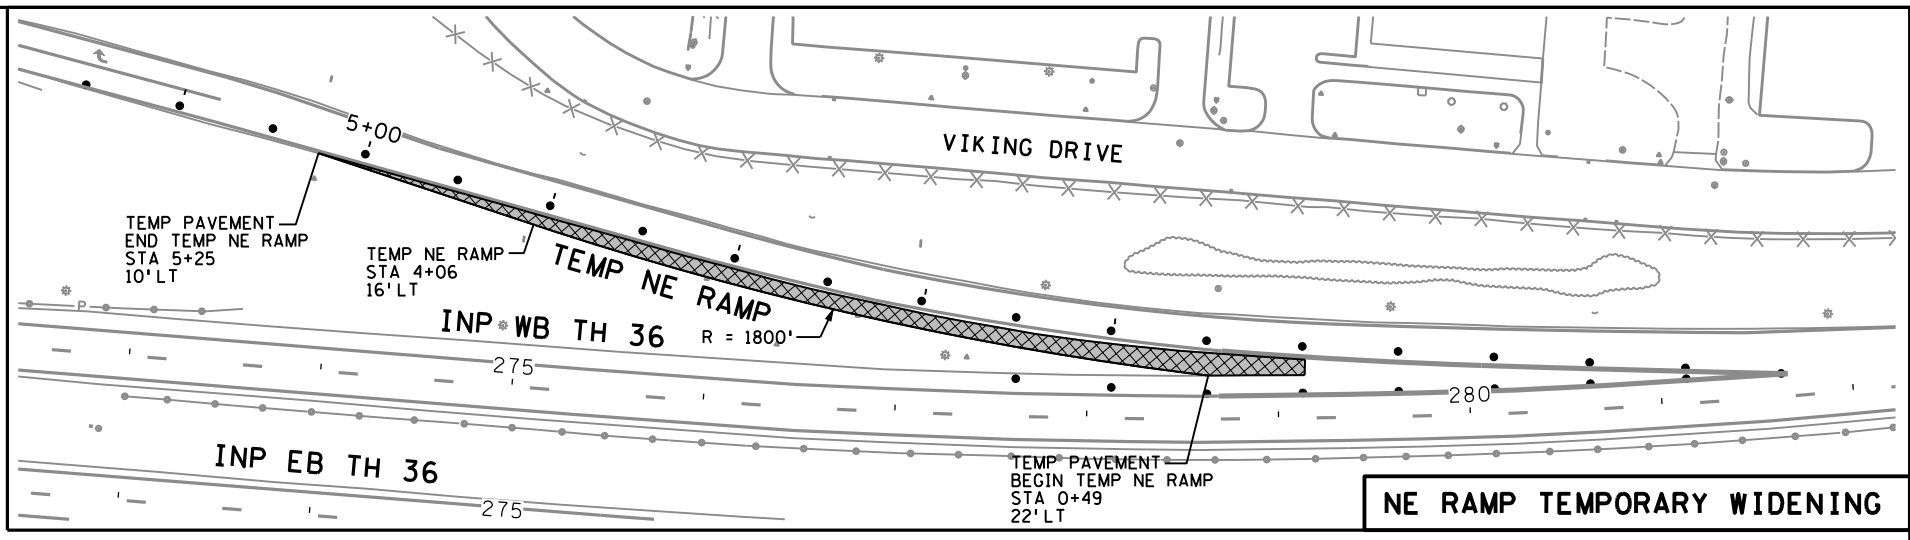 5+00
VIKING DRIVE
TEMP PAVEMENT
END TEMP NE RAMP
STA 5+25
10'LT
TEMP NE RAMP
STA 4+06
16'LT
TEMP NE RAMP
P
INP WB TH 36
R = 1800'
275
280
INP EB TH 36
275
TEMP PAVEMENT
BEGIN TEMP NE RAMP
STA 0+49
22'LT
NE RAMP TEMPORARY WIDENING